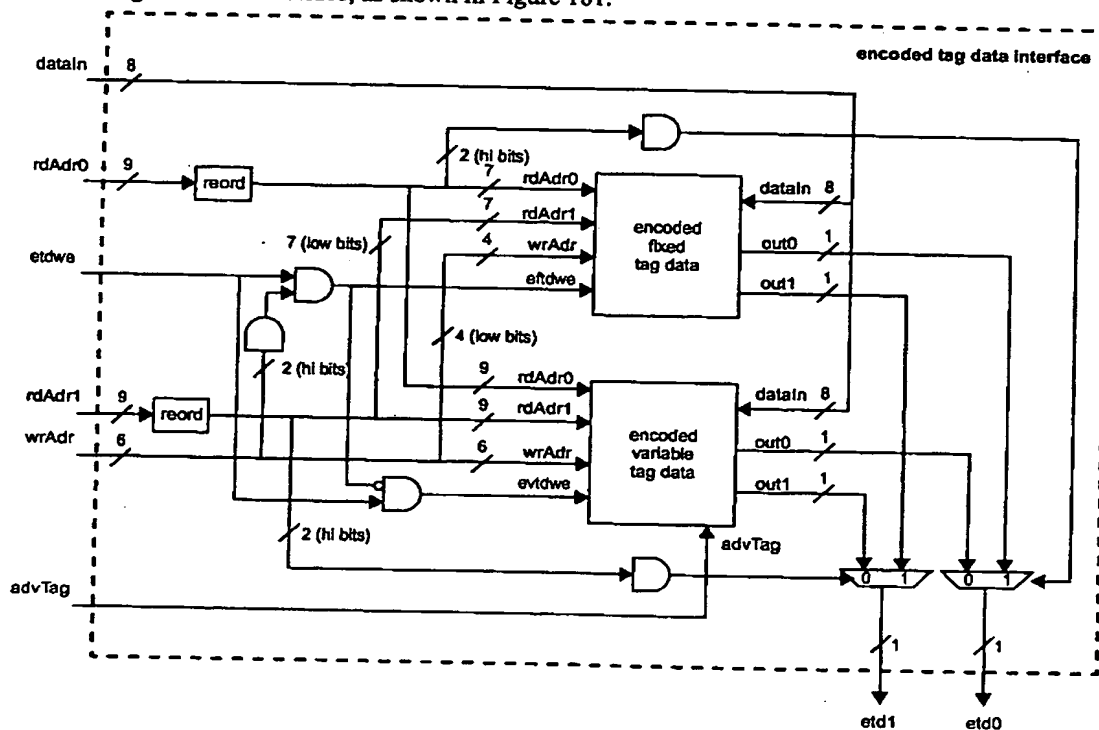 as shown in Figure 161.
encoded tag data interface
dataIn 8
2 (hi bits)
rdAdr0 9
reord
7 rdAdr0
7 rdAdr1
4 wrAdr
eftdwe
encoded
fixed
tag data
dataIn 8
out0 1
out1 1
7 (low bits)
etdwe
4 (low bits)
2 (hi bits)
rdAdr1 9
reord
wrAdr 6
9 rdAdr0
9 rdAdr1
6 wrAdr
evtdwe
encoded
variable
tag data
dataIn 8
out0 1
out1 1
2 (hi bits)
advTag
advTag
0 1
0 1
1
1
etd1
etd0